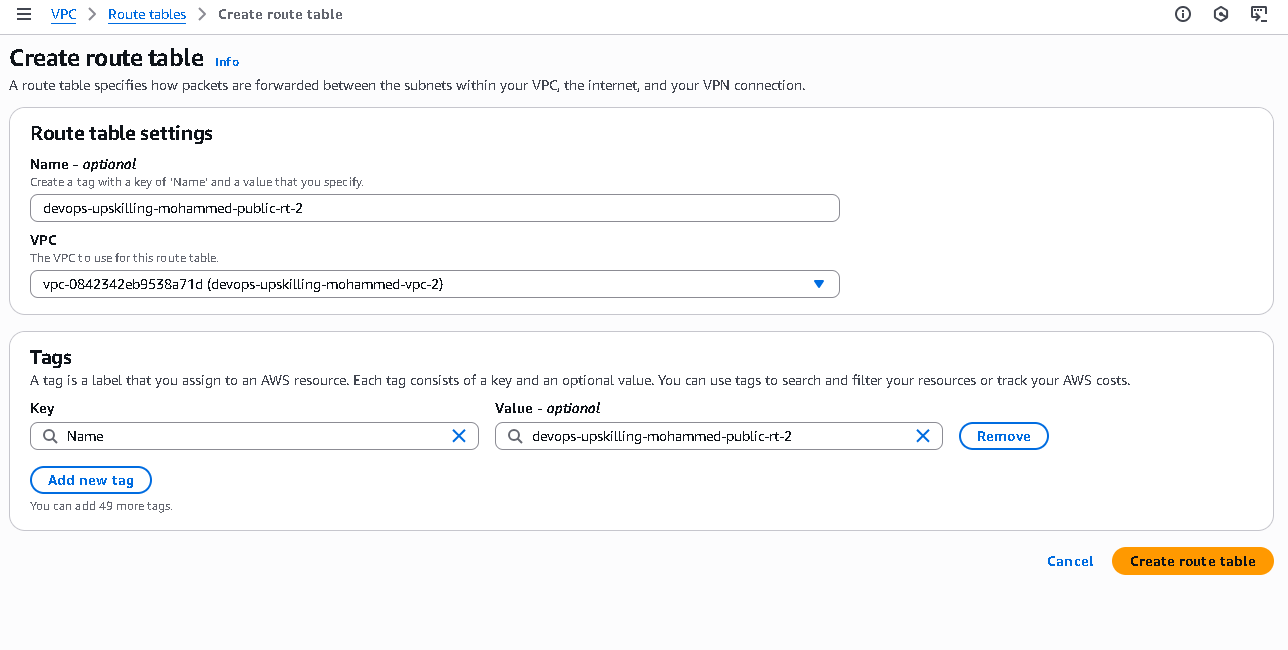 VPC > Route tables > Create route table
Create route table Info
A route table specifies how packets are forwarded between the subnets within your VPC, the internet, and your VPN connection.
Route table settings
Name - optional
Create a tag with a key of 'Name' and a value that you specify.
devops-upskilling-mohammed-public-rt-2
VPC
The VPC to use for this route table.
vpc-0842342eb9538a71d (devops-upskilling-mohammed-vpc-2)
Tags
A tag is a label that you assign to an AWS resource. Each tag consists of a key and an optional value. You can use tags to search and filter your resources or track your AWS costs.
Key Value - optional
Name devops-upskilling-mohammed-public-rt-2 Remove
Add new tag
You can add 49 more tags.
Cancel Create route table